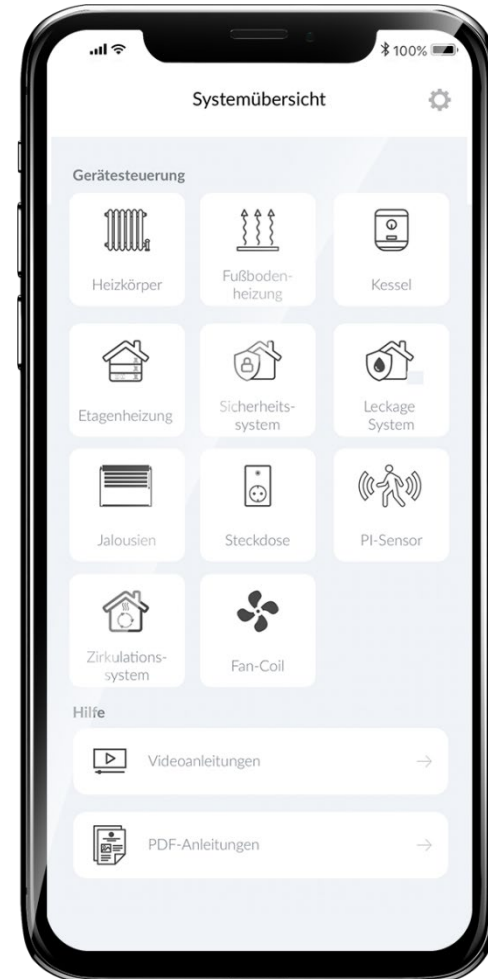 100%
Systemübersicht
Gerätesteuerung
Heizkörper
Fußboden-
heizung
Kessel
Etagenheizung
Sicherheits-
system
Leckage
System
Jalousien
Steckdose
PI-Sensor
Zirkulations-
system
Fan-Coil
Hilfe
Videoanleitungen
PDF-Anleitungen